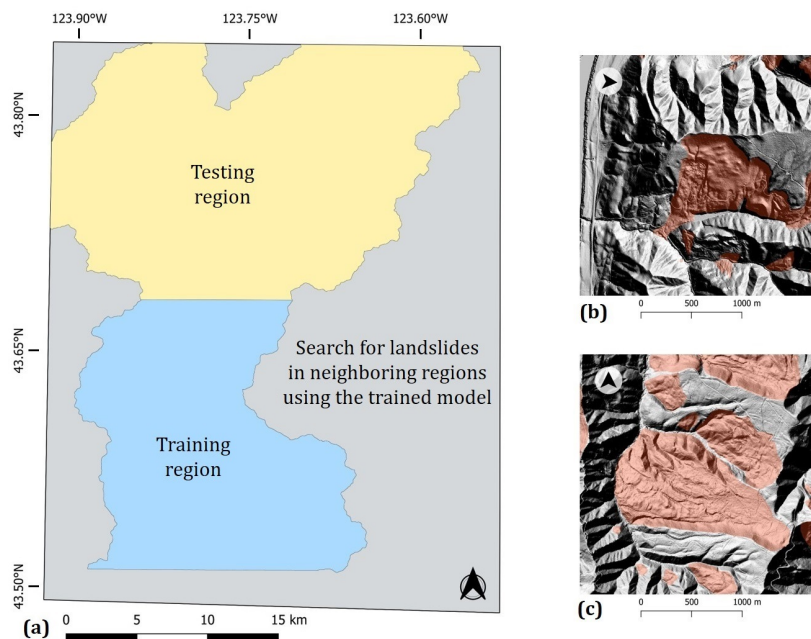 123.90°W
123.75°W
123.60°W
43.80°N
43.65°N
43.50°N
Testing
region
Search for landslides
in neighboring regions
using the trained model
Training
region
(a)
0 5 10 15 km
(b)
0 500 1000 m
(c)
0 500 1000 m